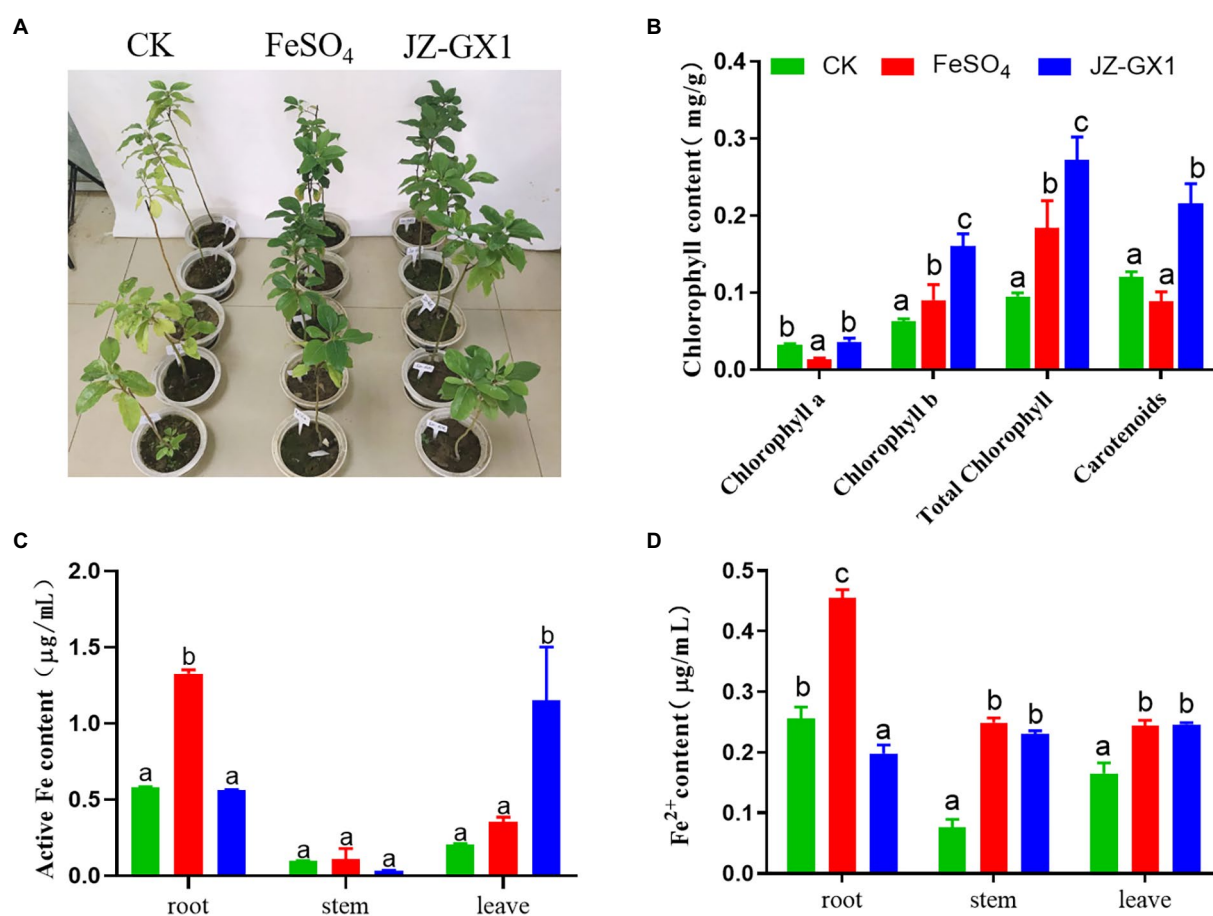 A
CK FeSO₄ JZ-GX1
B
CK FeSO₄ JZ-GX1
Chlorophyll content( mg/g)
0.4
0.3
0.2
0.1
0.0
b a b
a b c
a b c
a a b
Chlorophyll a
Chlorophyll b
Total Chlorophyll
Carotenoids
C
Active Fe content (μg/mL)
2.0
1.5
1.0
0.5
0.0
a b a
a a a
a a b
root stem leave
D
Fe²⁺content(μg/mL)
0.5
0.4
0.3
0.2
0.1
0.0
b c a
a b b
a b b
root stem leave